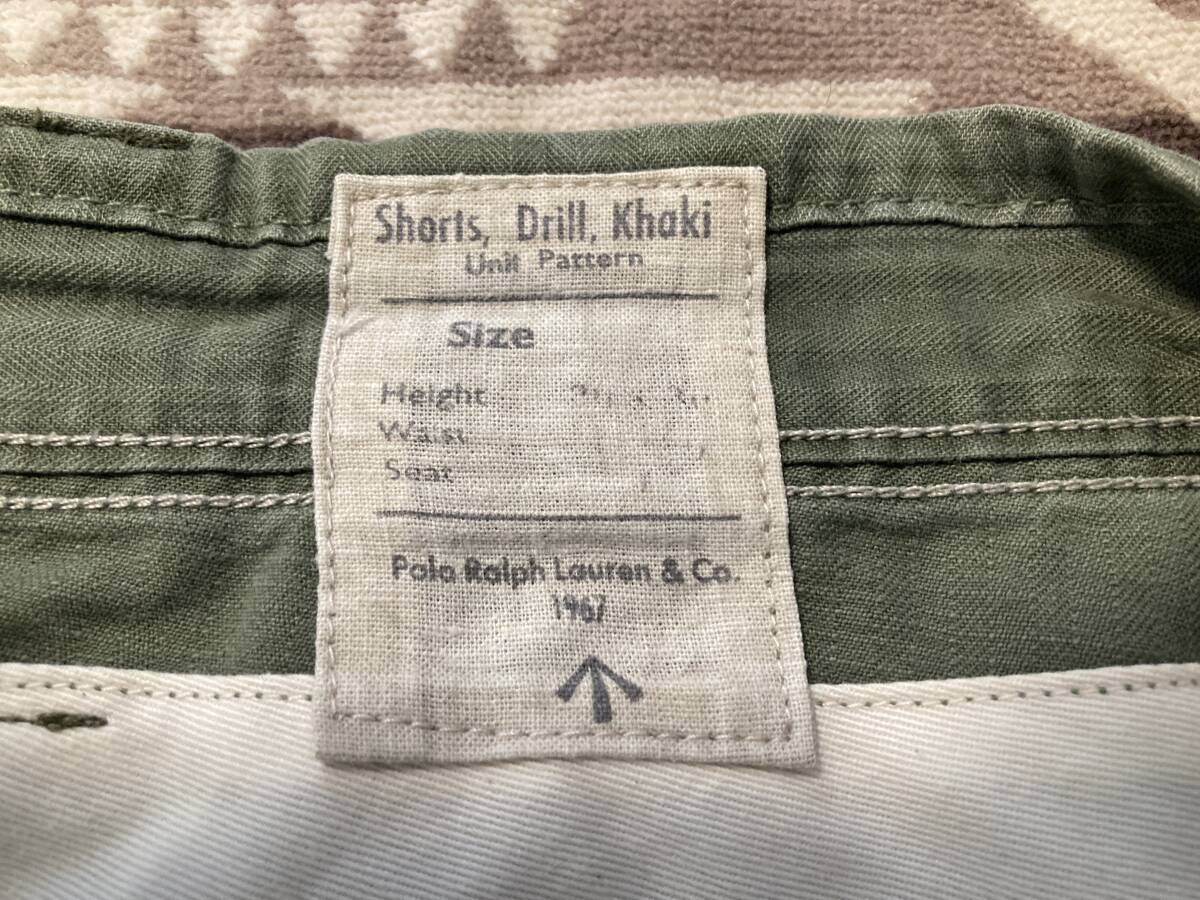 Shorts, Drill, Khaki
Unit Pattern
Size
Height
Waist
Seat
Polo Ralph Lauren & Co.
1967